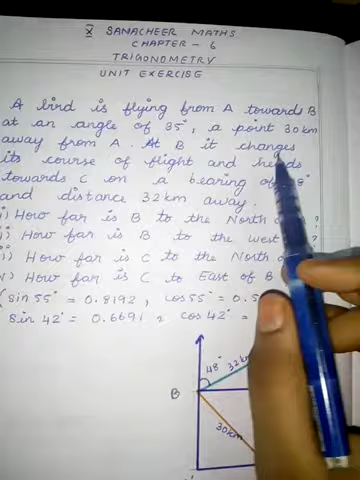 X SAMACHEER MATHS
CHAPTER - 6
TRIGONOMETRY
UNIT EXERCISE
A bird is flying from A towards B
at an angle of 35°, a point 30km
away from A. At B it changes
its course of flight and heads
towards C on a bearing of 8°
and distance 32km away.
i) How far is B to the North ?
ii) How far is B to the west ?
How far is C to the North
How far is C to East of B
(sin 55° = 0.8192, cos 55° = 0.5
sin 42° = 0.6691, cos 42° =
48° 32k
B
30km